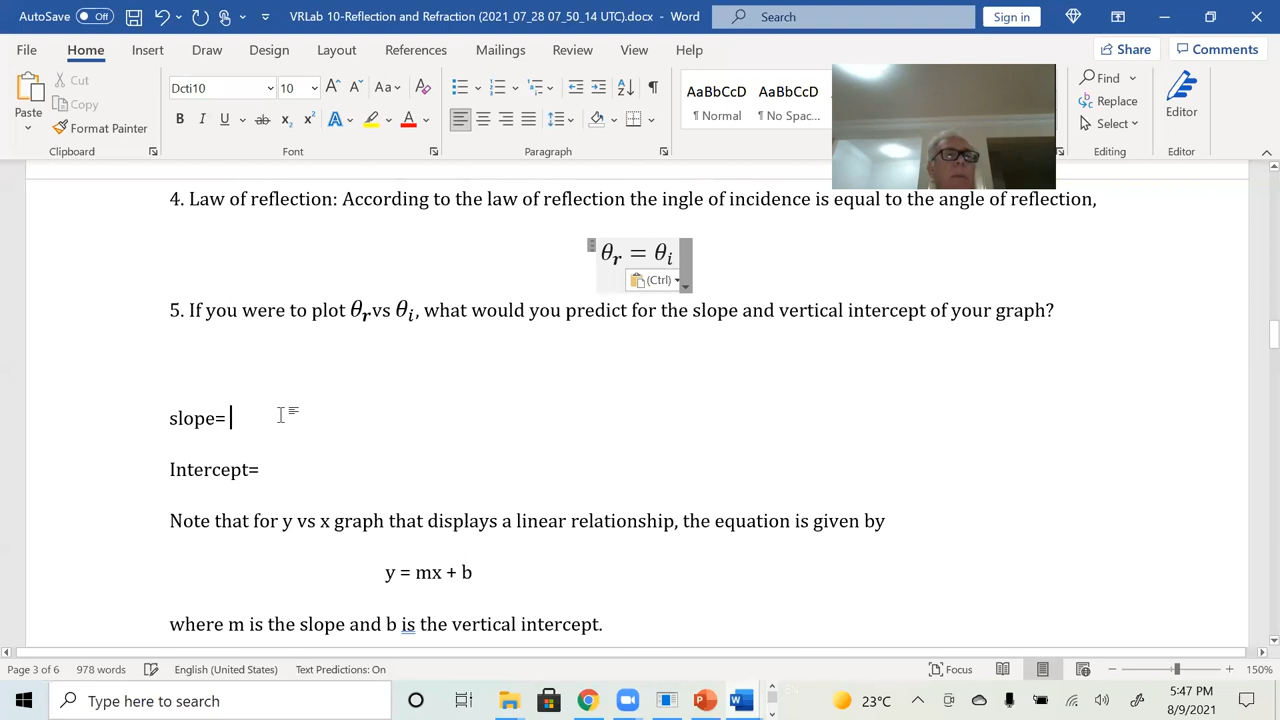 AutoSave Off VRLab 10-Reflection and Refraction (2021_07_28 07_50_14 UTC).docx - Word Search Sign in
File Home Insert Draw Design Layout References Mailings Review View Help Share Comments
Paste Cut Copy Format Painter
Dcti10 10 Aa
B I U ab x₂ x² A A
AaBbCcD AaBbCcD
¶ Normal ¶ No Spac...
Find Replace Select Editor
Clipboard Font Paragraph Editing Editor
4. Law of reflection: According to the law of reflection the ingle of incidence is equal to the angle of reflection,
θr = θi
(Ctrl)
5. If you were to plot θr vs θi, what would you predict for the slope and vertical intercept of your graph?
slope=
Intercept=
Note that for y vs x graph that displays a linear relationship, the equation is given by
y = mx + b
where m is the slope and b is the vertical intercept.
Page 3 of 6 978 words English (United States) Text Predictions: On Focus 150%
Type here to search 23°C 5:47 PM
8/9/2021